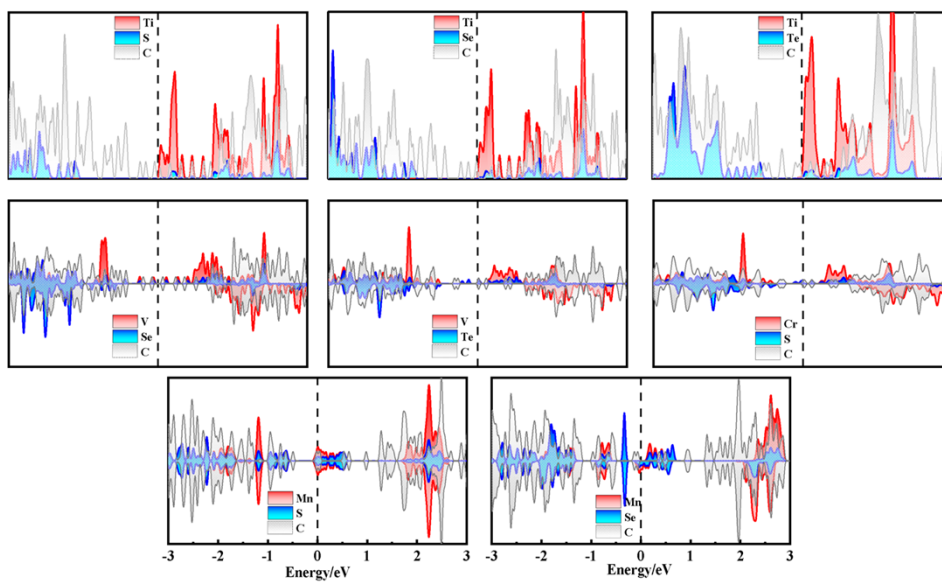 Ti
S
C
Ti
Se
C
Ti
Te
C
V
Se
C
V
Te
C
Cr
S
C
Mn
S
C
Mn
Se
C
-3 -2 -1 0 1 2 3
Energy/eV
-3 -2 -1 0 1 2 3
Energy/eV